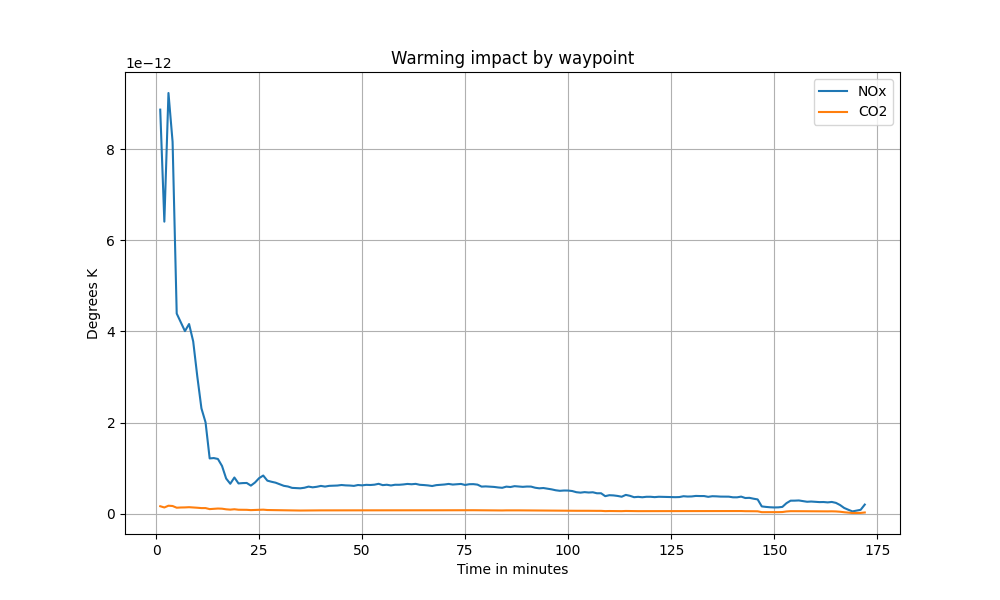 Warming impact by waypoint
1e−12
NOx
CO2
8
6
4
2
0
Degrees K
0 25 50 75 100 125 150 175
Time in minutes